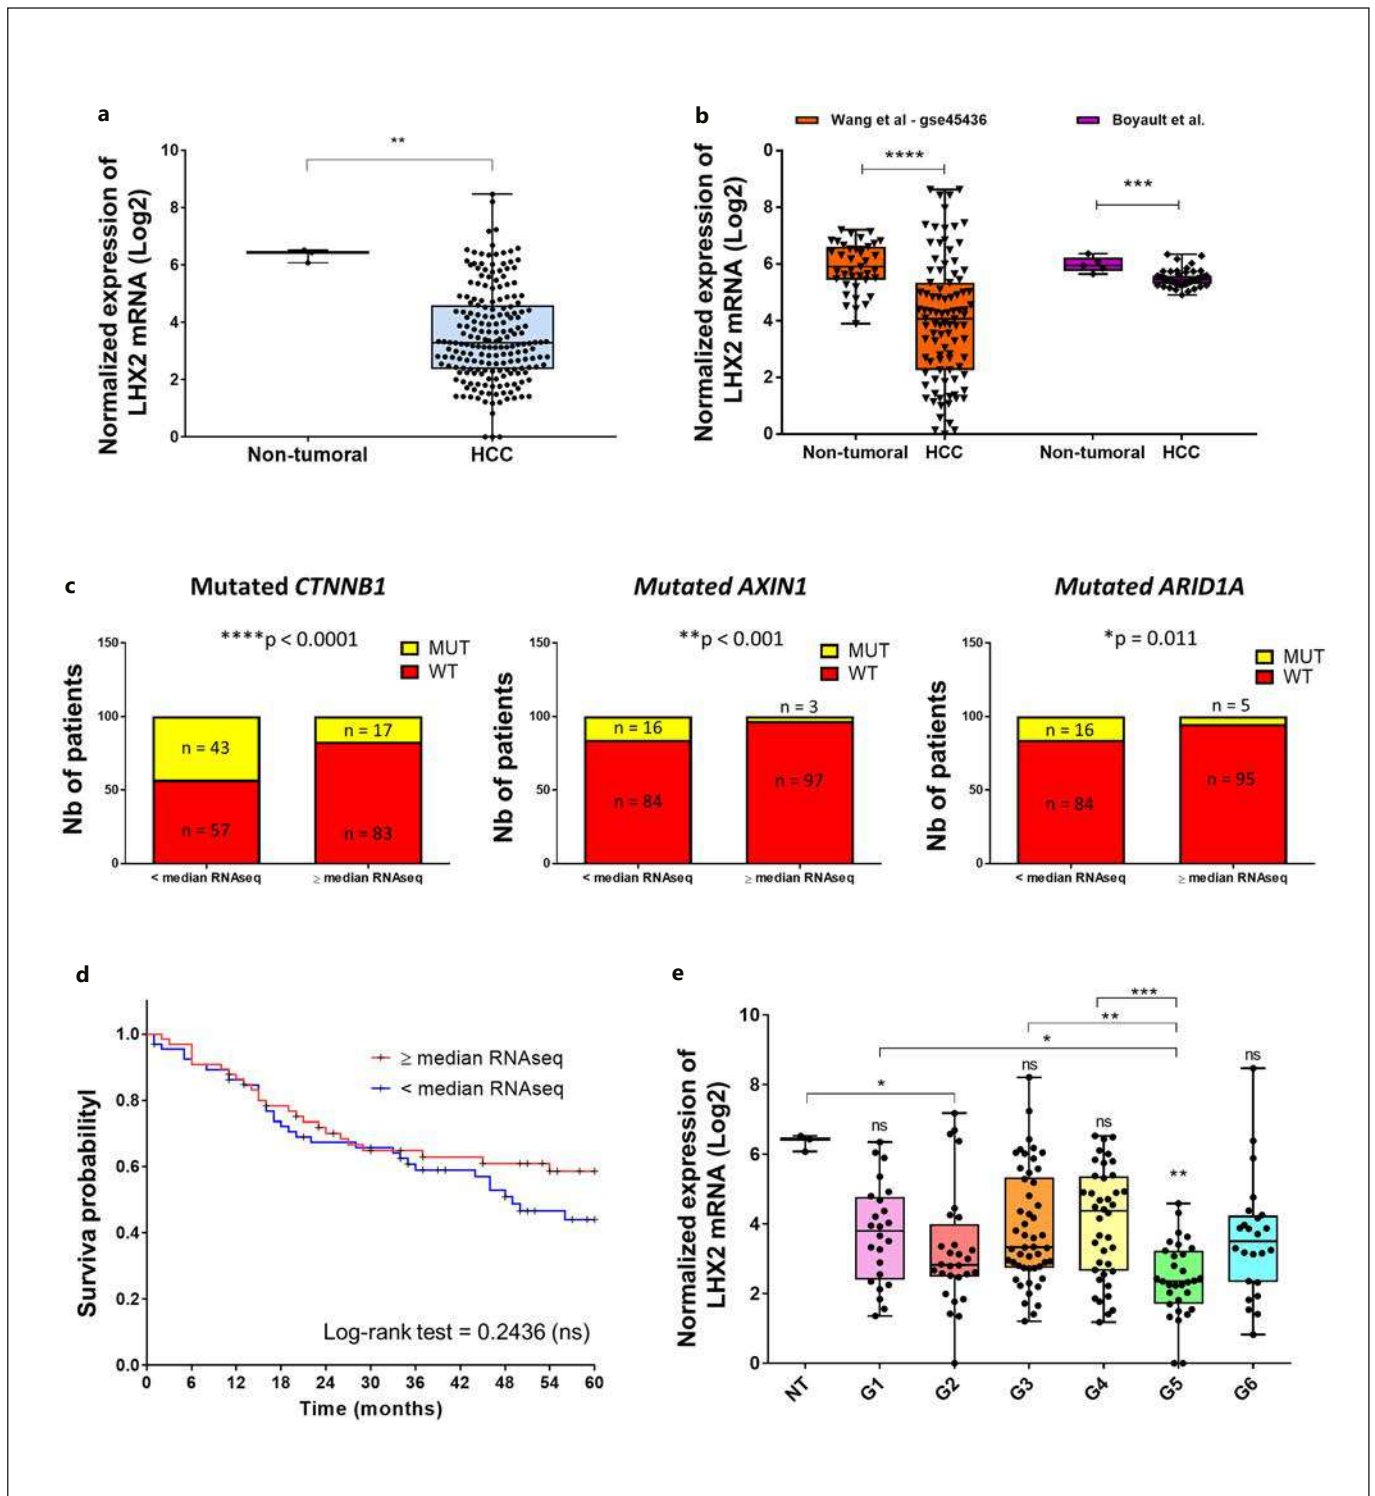 a
**
Normalized expression of
LHX2 mRNA (Log2)
10
8
6
4
2
0
Non-tumoral
HCC
b
Wang et al - gse45436
Boyault et al.
****
***
Normalized expression of
LHX2 mRNA (Log2)
0
8
6
4
2
0
Non-tumoral
HCC
Non-tumoral
HCC
c
Mutated CTNNB1
****p < 0.0001
MUT
WT
Nb of patients
150
100
50
0
n = 43
n = 57
n = 17
n = 83
< median RNAseq
≥ median RNAseq
Mutated AXIN1
**p < 0.001
MUT
WT
Nb of patients
150
100
50
0
n = 16
n = 84
n = 3
n = 97
< median RNAseq
≥ median RNAseq
Mutated ARID1A
*p = 0.011
MUT
WT
Nb of patients
150
100
50
0
n = 16
n = 84
n = 5
n = 95
< median RNAseq
≥ median RNAseq
d
Surviva probabilityl
1.0
0.8
0.6
0.4
0.2
0.0
≥ median RNAseq
< median RNAseq
Log-rank test = 0.2436 (ns)
0 6 12 18 24 30 36 42 48 54 60
Time (months)
e
Normalized expression of
LHX2 mRNA (Log2)
10
8
6
4
2
0
***
**
*
*
ns
ns
ns
**
ns
NT G1 G2 G3 G4 G5 G6